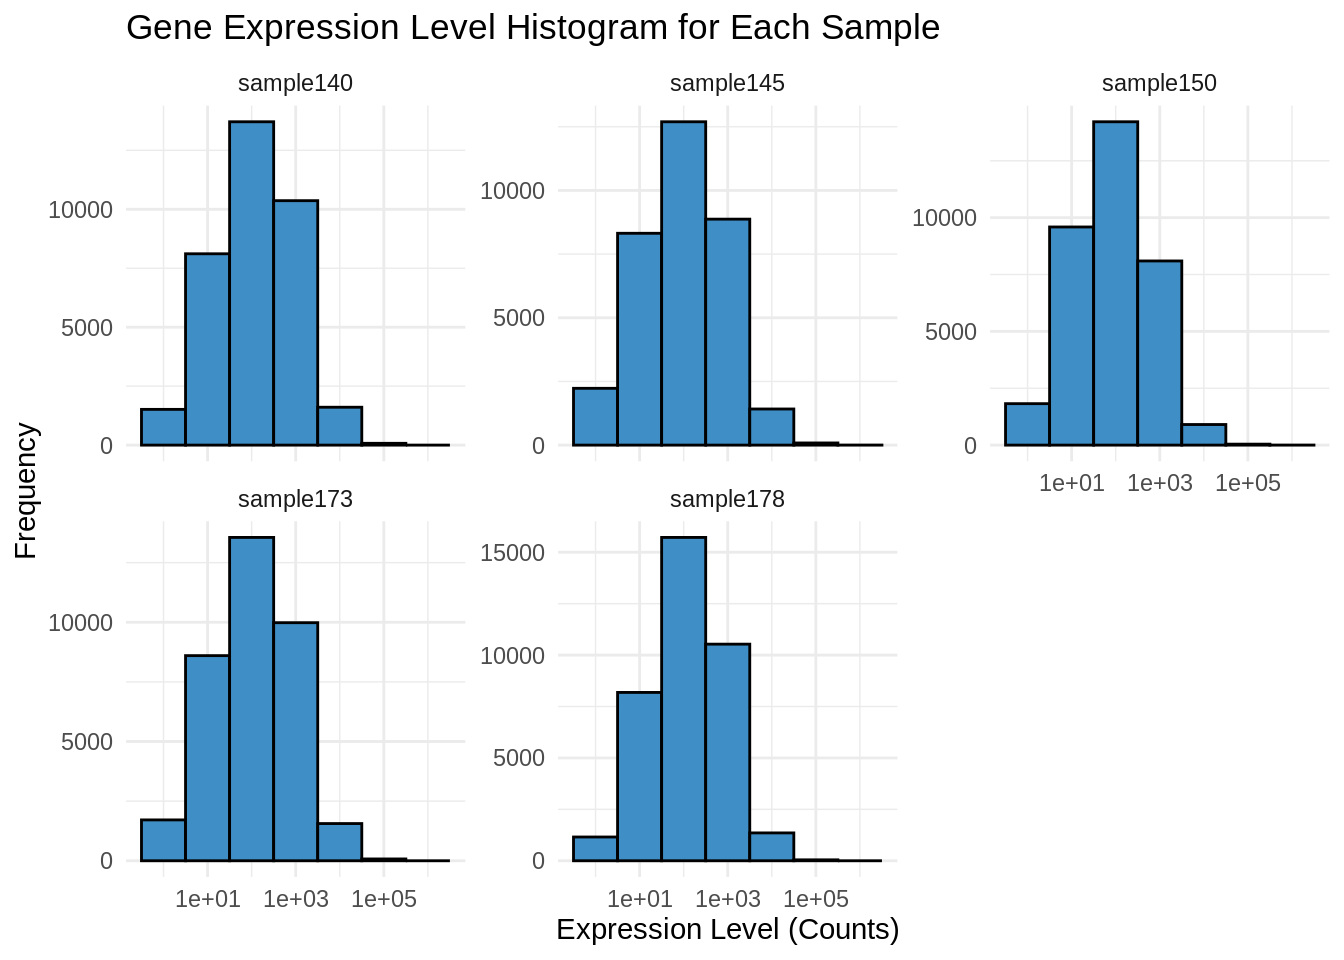 Gene Expression Level Histogram for Each Sample
sample140
sample145
sample150
10000
5000
0
10000
5000
0
10000
5000
0
1e+01 1e+03 1e+05
Frequency
sample173
sample178
10000
5000
0
15000
10000
5000
0
1e+01 1e+03 1e+05
1e+01 1e+03 1e+05
Expression Level (Counts)